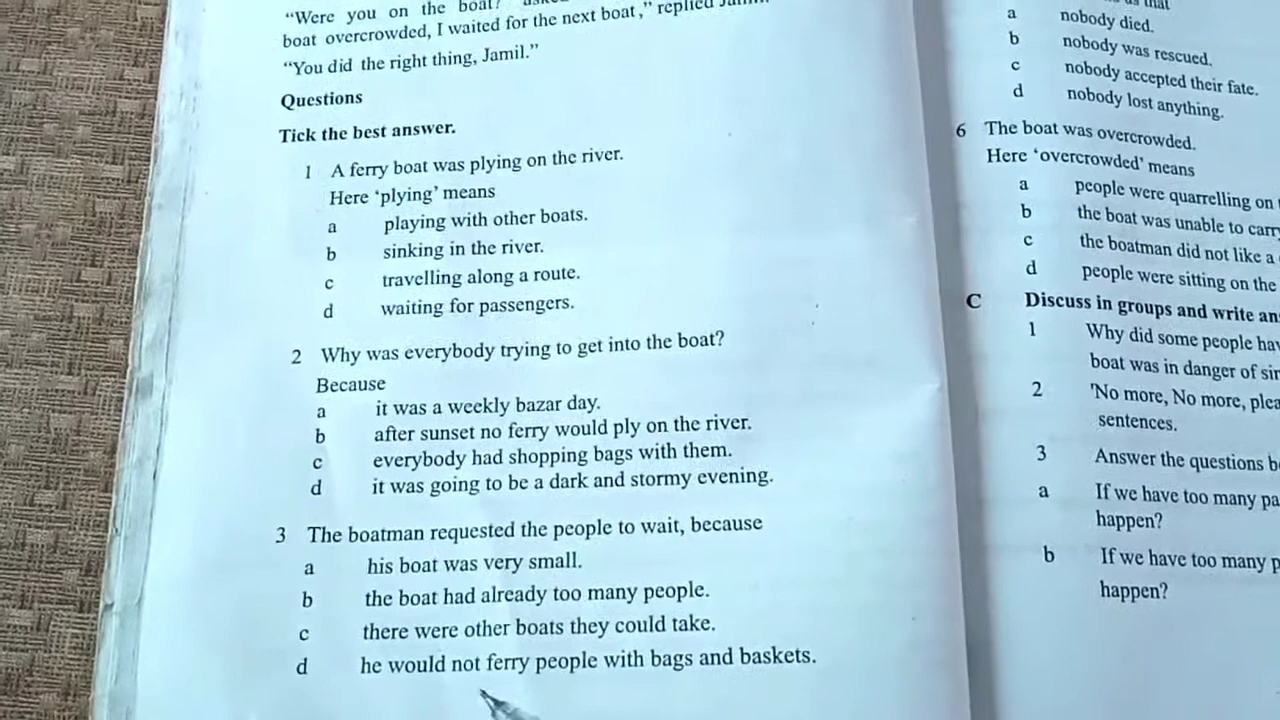 "Were you on the boat?
boat overcrowded, I waited for the next boat," replied
"You did the right thing, Jamil."
Questions
Tick the best answer.
1 A ferry boat was plying on the river.
Here 'plying' means
a playing with other boats.
b sinking in the river.
c travelling along a route.
d waiting for passengers.
2 Why was everybody trying to get into the boat?
Because
a it was a weekly bazar day.
b after sunset no ferry would ply on the river.
c everybody had shopping bags with them.
d it was going to be a dark and stormy evening.
3 The boatman requested the people to wait, because
a his boat was very small.
b the boat had already too many people.
c there were other boats they could take.
d he would not ferry people with bags and baskets.
that
a nobody died.
b nobody was rescued.
c nobody accepted their fate.
d nobody lost anything.
6 The boat was overcrowded.
Here 'overcrowded' means
a people were quarrelling on
b the boat was unable to
c the boatman did not like a
d people were sitting on the
C Discuss in groups and write
1 Why did some people
boat was in danger of
2 'No more, No more,
sentences.
3 Answer the questions
a If we have too many
happen?
b If we have too many
happen?